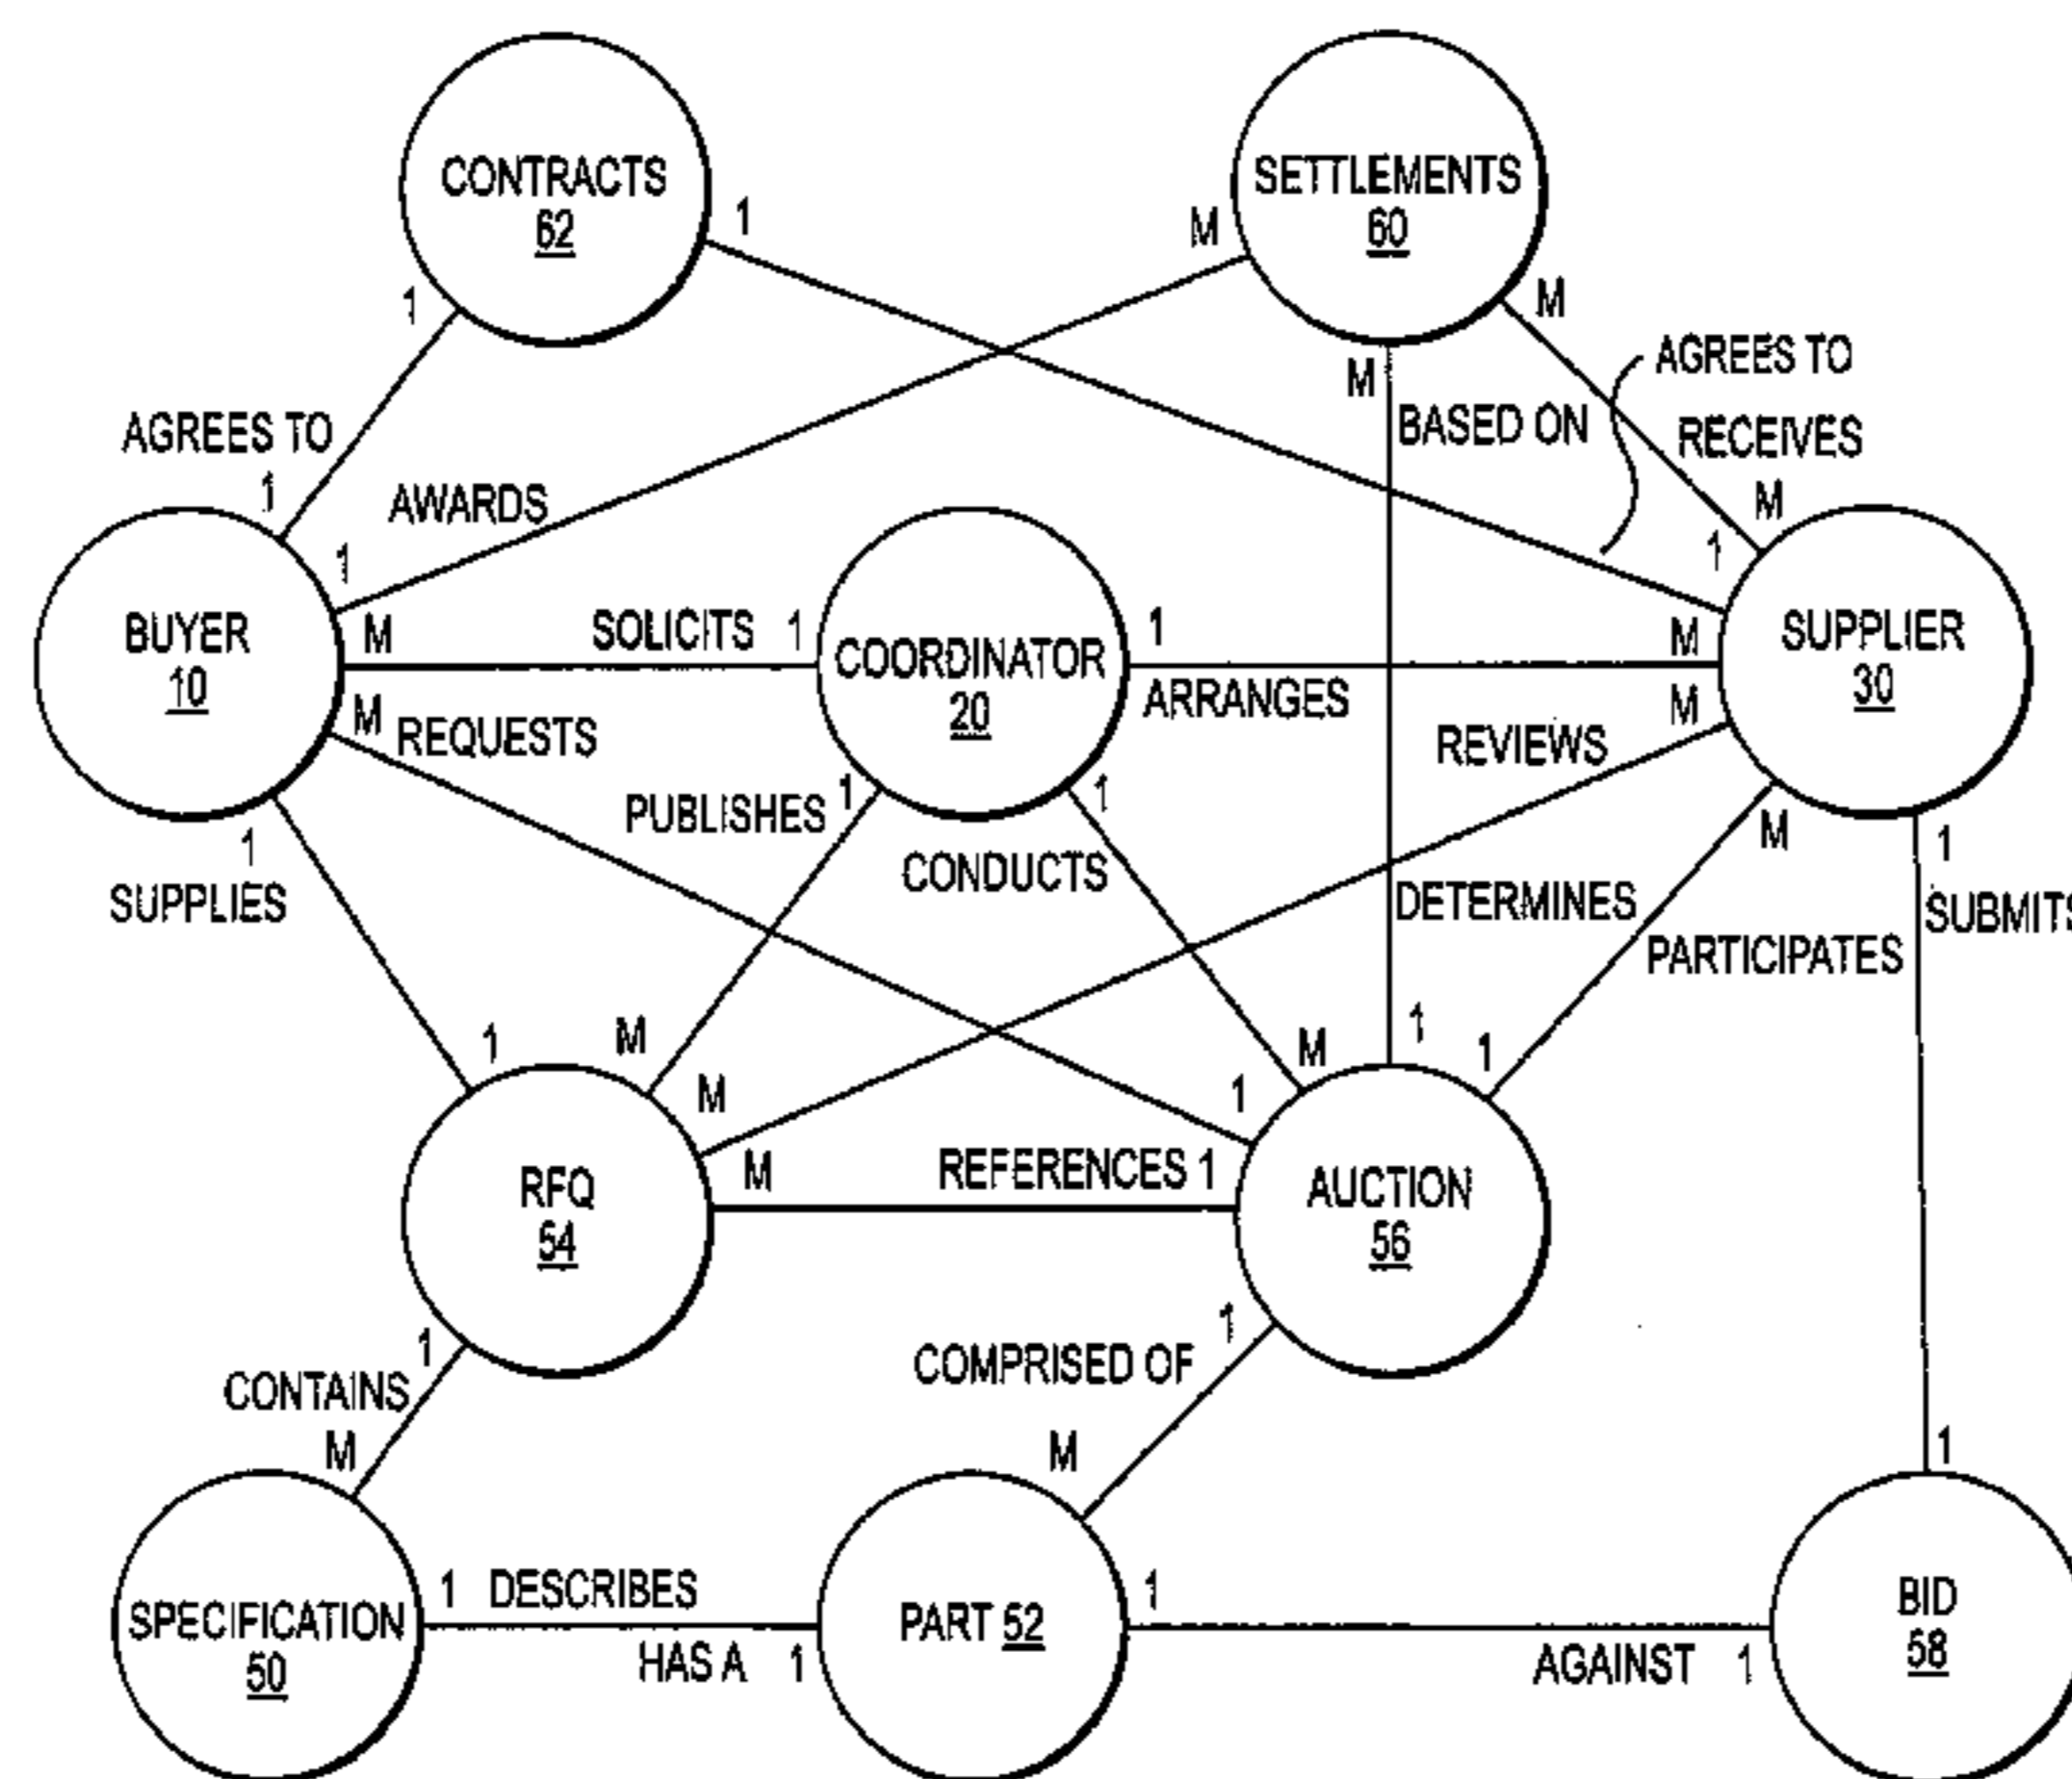 CONTRACTS
62
SETTLEMENTS
60
1
M
1
M
M
AGREES TO
BASED ON
RECEIVES
AGREES TO
1
AWARDS
M
1
1
BUYER
10
M
SOLICITS
1
COORDINATOR
20
1
ARRANGES
M
SUPPLIER
30
M
REQUESTS
M
REVIEWS
PUBLISHES
1
1
M
1
1
SUPPLIES
CONDUCTS
DETERMINES
SUBMITS
PARTICIPATES
1
M
M
1
1
M
1
M
REFERENCES 1
RFQ
54
AUCTION
56
1
1
CONTAINS
COMPRISED OF
M
M
1
SPECIFICATION
50
1
DESCRIBES
HAS A
1
PART 52
1
AGAINST
1
BID
58